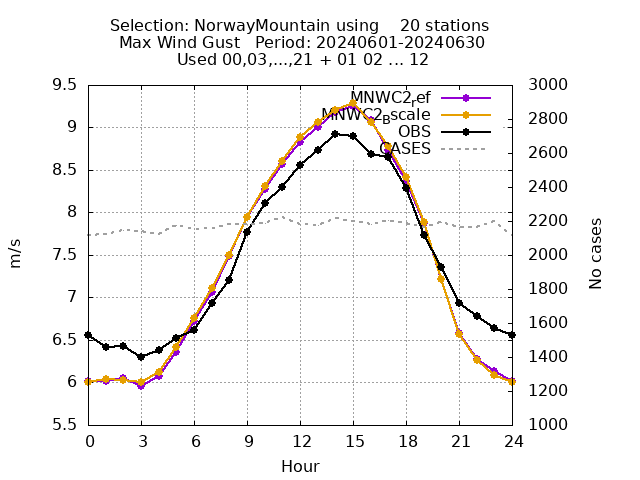 Selection: NorwayMountain using    20 stations
Max Wind Gust   Period: 20240601-20240630
Used 00,03,...,21 + 01 02 ... 12
MNWC2_ref
MNWC2_Bscale
OBS
CASES
9.5
9
8.5
8
7.5
7
6.5
6
5.5
m/s
3000
2800
2600
2400
2200
2000
1800
1600
1400
1200
1000
No cases
0 3 6 9 12 15 18 21 24
Hour